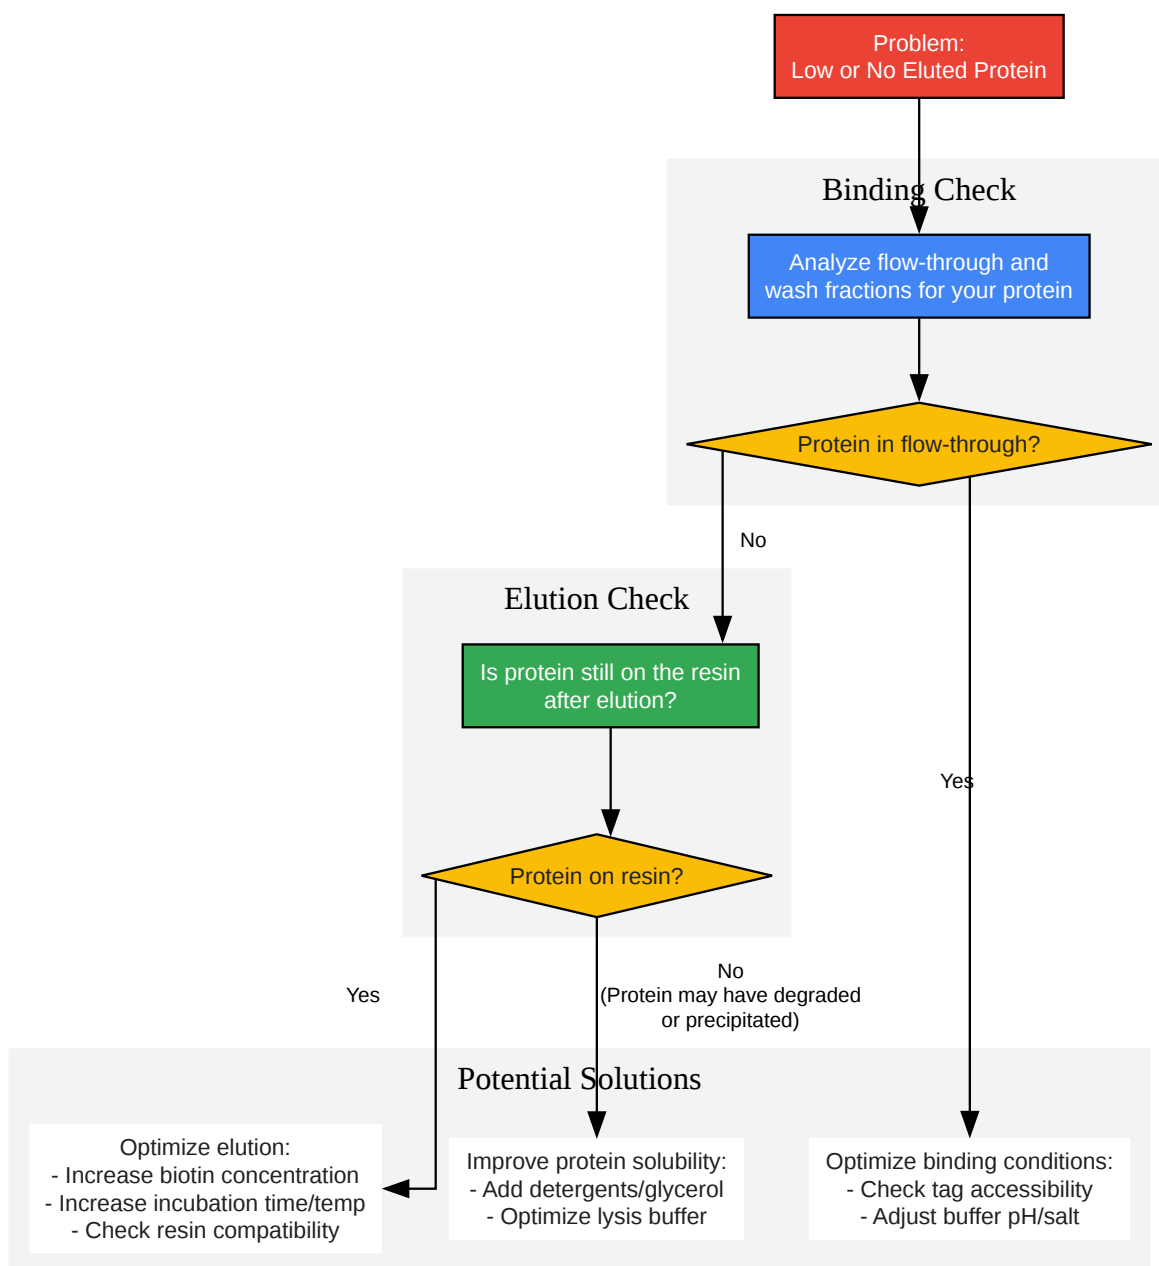 Problem:
Low or No Eluted Protein
Binding Check
Analyze flow-through and
wash fractions for your protein
Protein in flow-through?
No
Elution Check
Is protein still on the resin
after elution?
Yes
Protein on resin?
Yes
No
(Protein may have degraded
or precipitated)
Potential Solutions
Optimize elution:
- Increase biotin concentration
- Increase incubation time/temp
- Check resin compatibility
Improve protein solubility:
- Add detergents/glycerol
- Optimize lysis buffer
Optimize binding conditions:
- Check tag accessibility
- Adjust buffer pH/salt